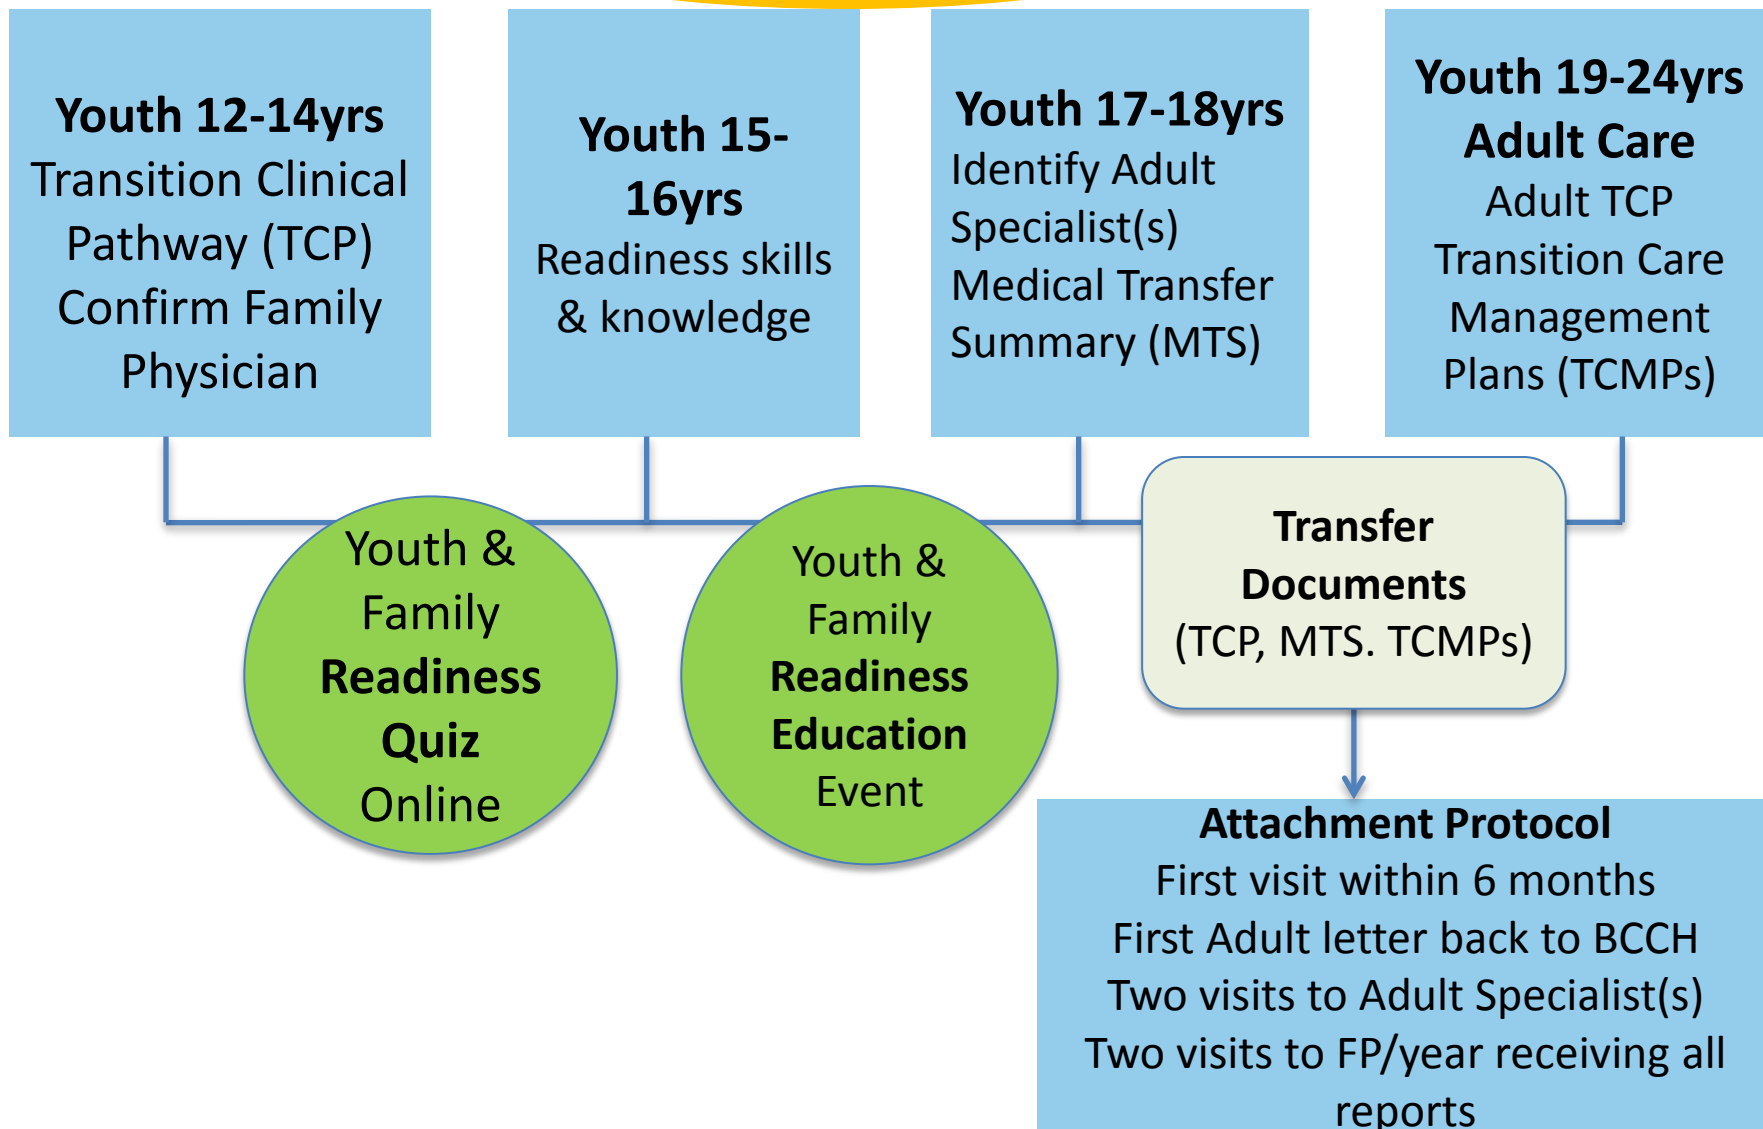 Youth 12-14yrs
Transition Clinical
Pathway (TCP)
Confirm Family
Physician
Youth 15-
16yrs
Readiness skills
& knowledge
Youth 17-18yrs
Identify Adult
Specialist(s)
Medical Transfer
Summary (MTS)
Youth 19-24yrs
Adult Care
Adult TCP
Transition Care
Management
Plans (TCMPs)
Youth &
Family
Readiness
Quiz
Online
Youth &
Family
Readiness
Education
Event
Transfer
Documents
(TCP, MTS. TCMPs)
Attachment Protocol
First visit within 6 months
First Adult letter back to BCCH
Two visits to Adult Specialist(s)
Two visits to FP/year receiving all
reports